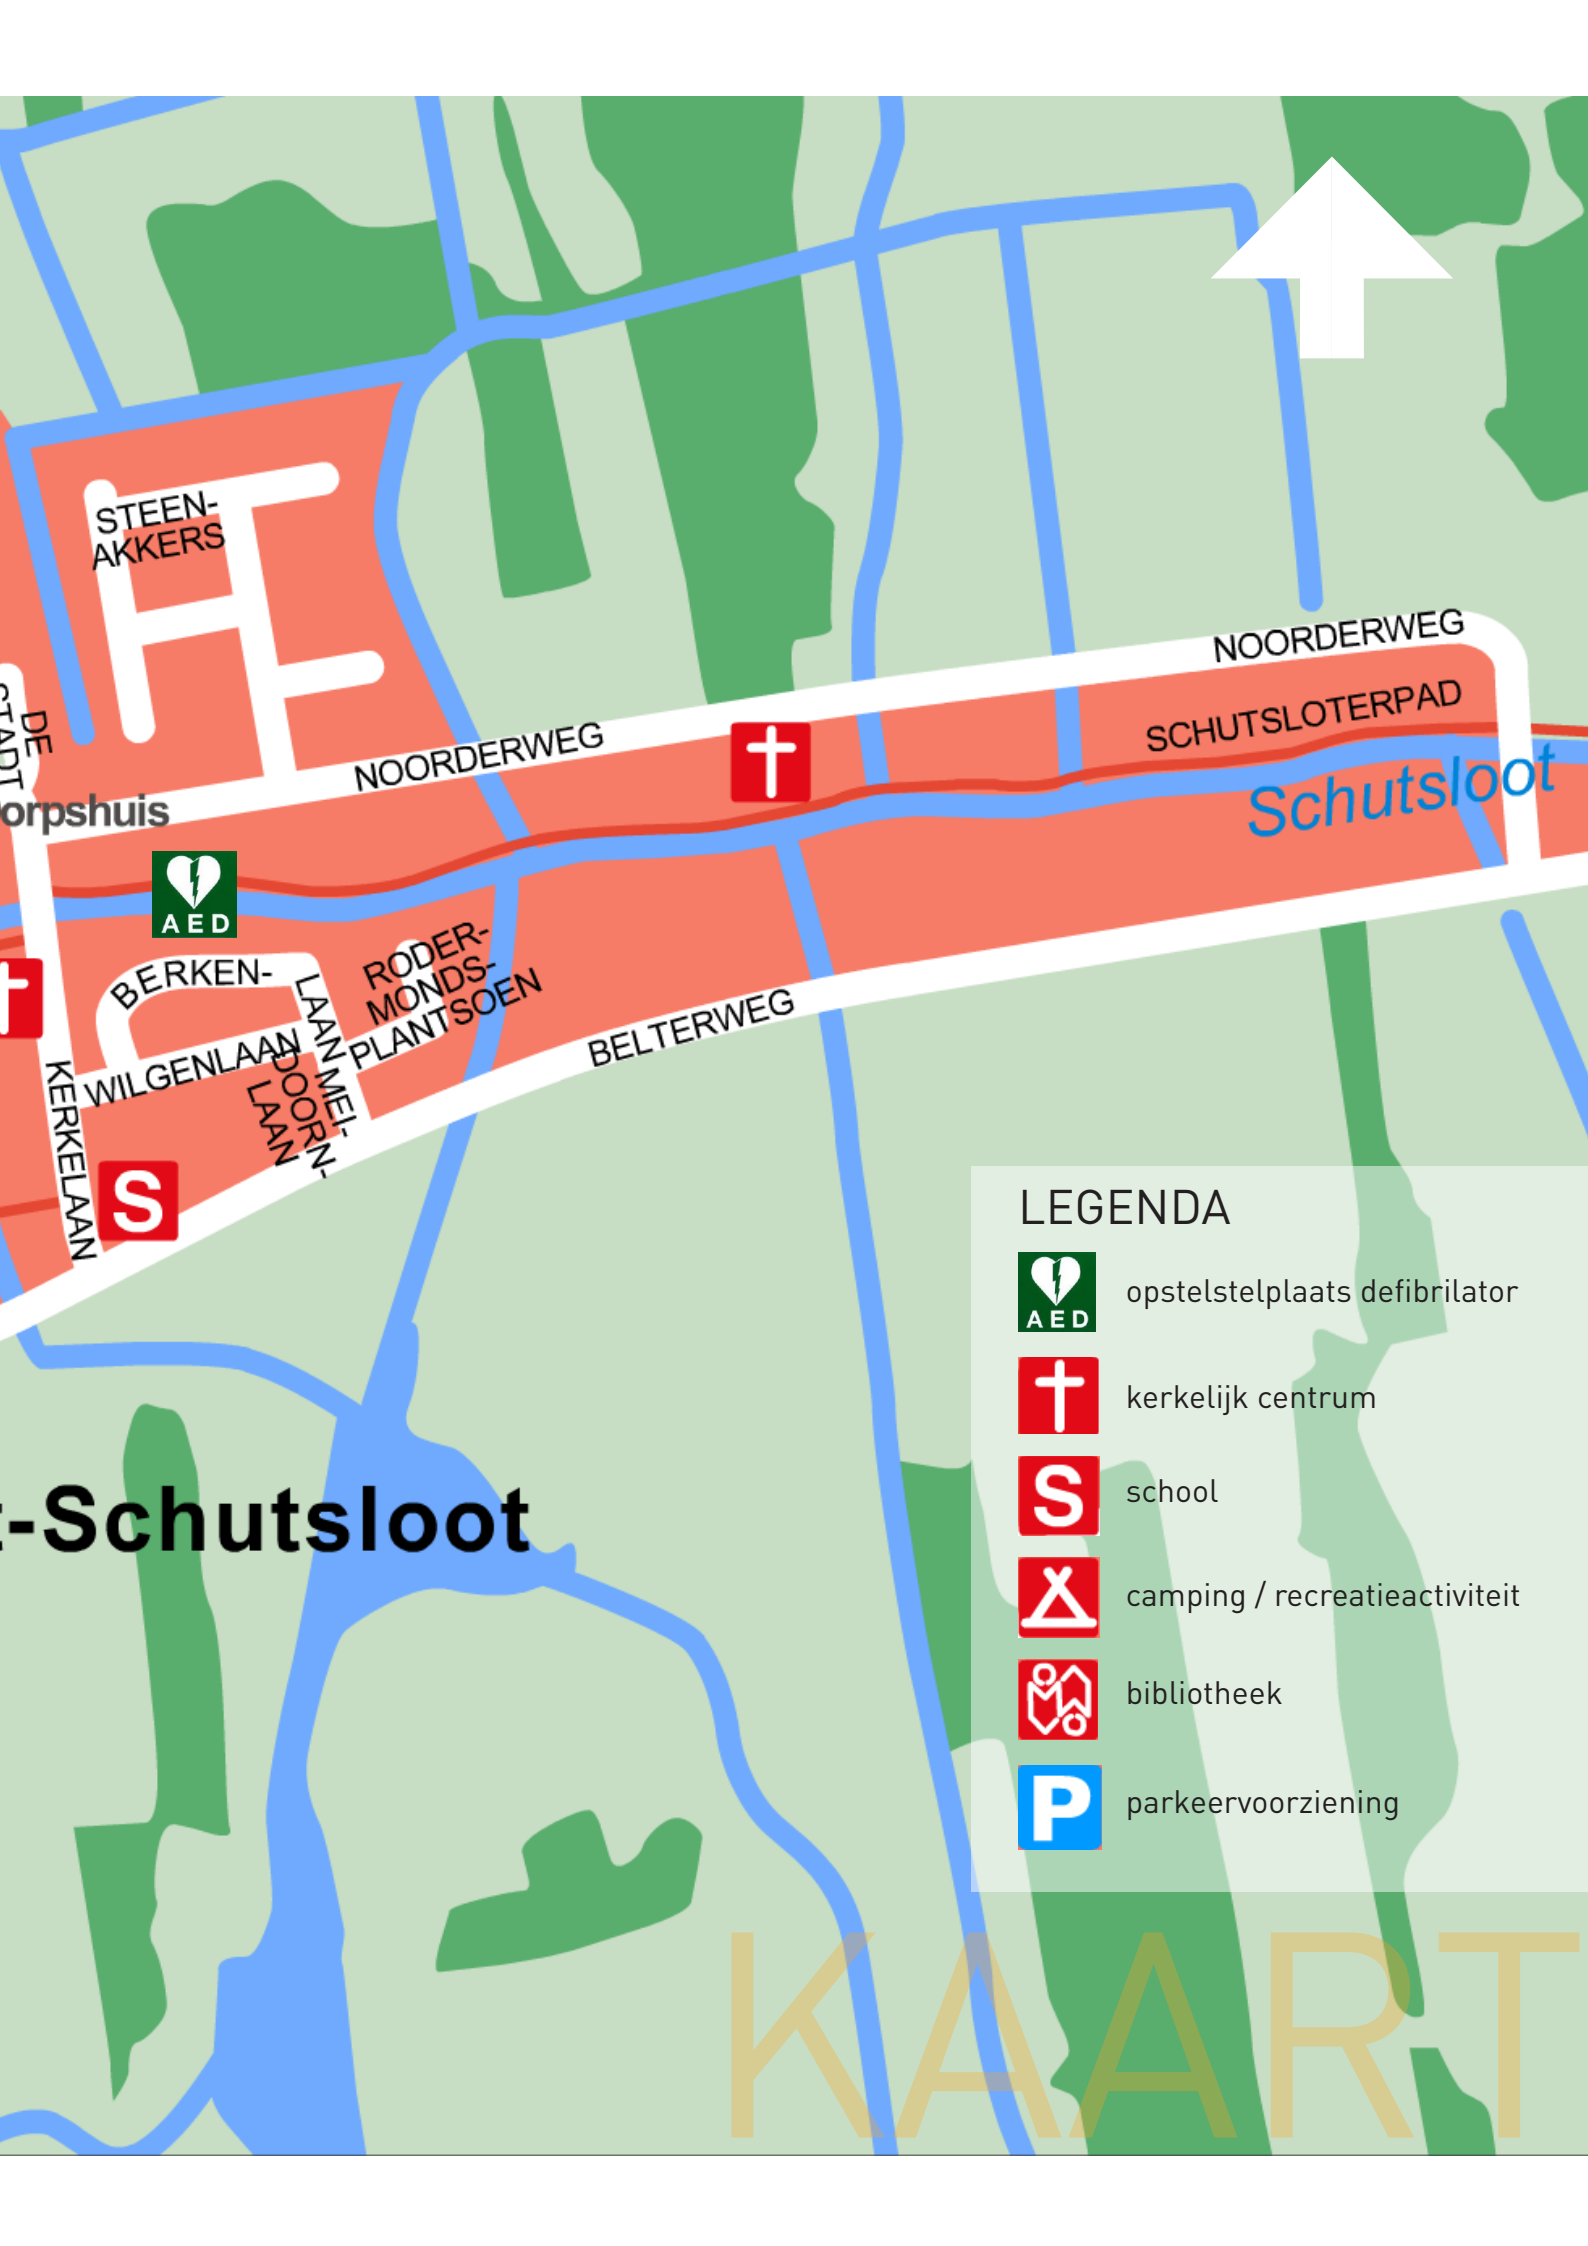 STEEN-
AKKERS
NOORDERWEG
SCHUTSLOTERPAD
DE
STADT
NOORDERWEG
Schutsloot
orpshuis
AED
BERKEN-
LAAN
RODER-
MONDS-
PLANTSOEN
WILGENLAAN
BELTERWEG
MEI-
DOORN-
LAAN
KERKELAAN
S
LEGENDA
AED
opstelstelplaats defibrilator
kerkelijk centrum
S
school
camping / recreatieactiviteit
bibliotheek
P
parkeervoorziening
t-Schutsloot
KAART